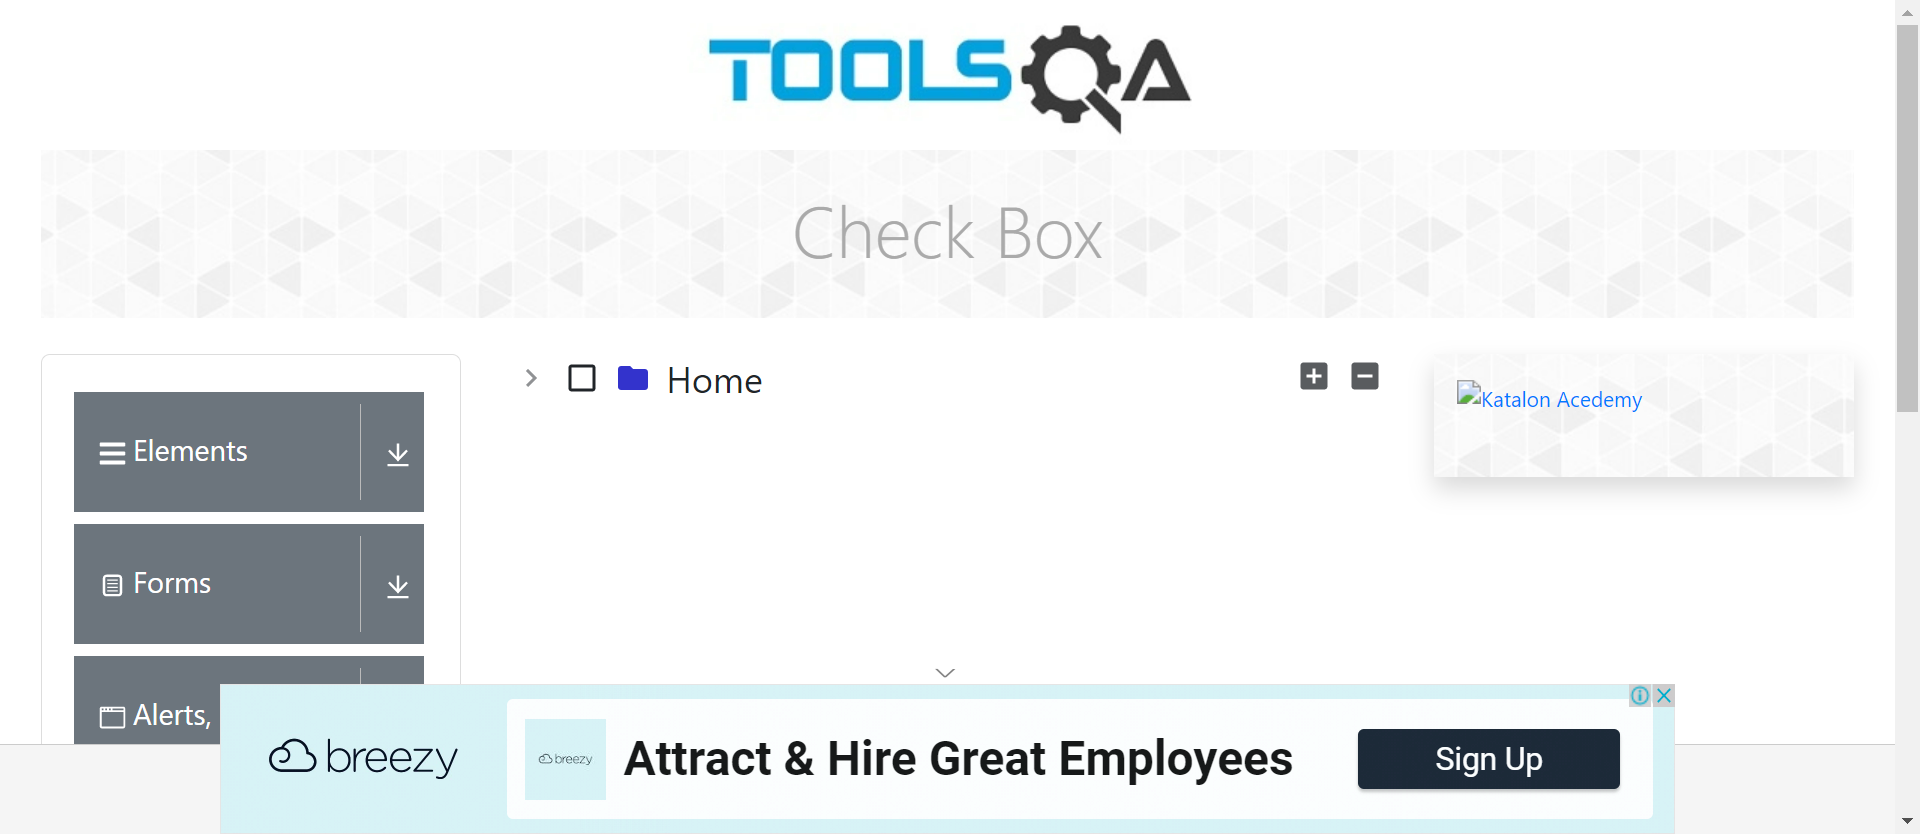 TOOLSQA
Check Box
Elements
Forms
Alerts,
Home
Katalon Acedemy
breezy
breezy
Attract & Hire Great Employees
Sign Up